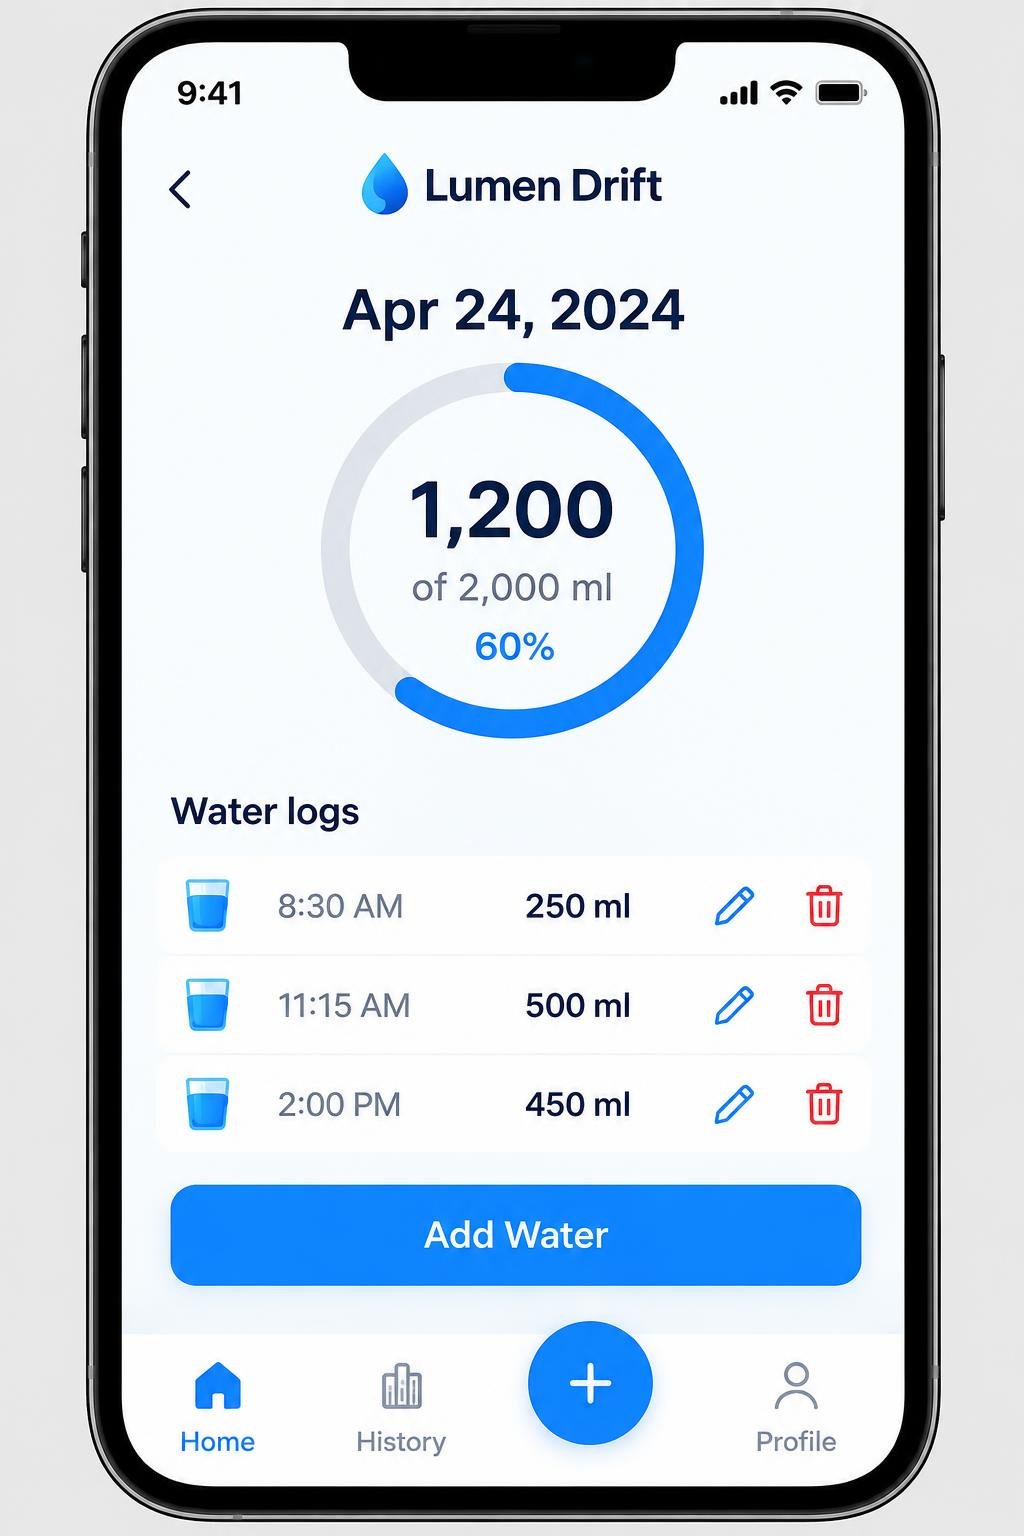 9:41
Lumen Drift
Apr 24, 2024
1,200
of 2,000 ml
60%
Water logs
8:30 AM 250 ml
11:15 AM 500 ml
2:00 PM 450 ml
Add Water
Home History Profile